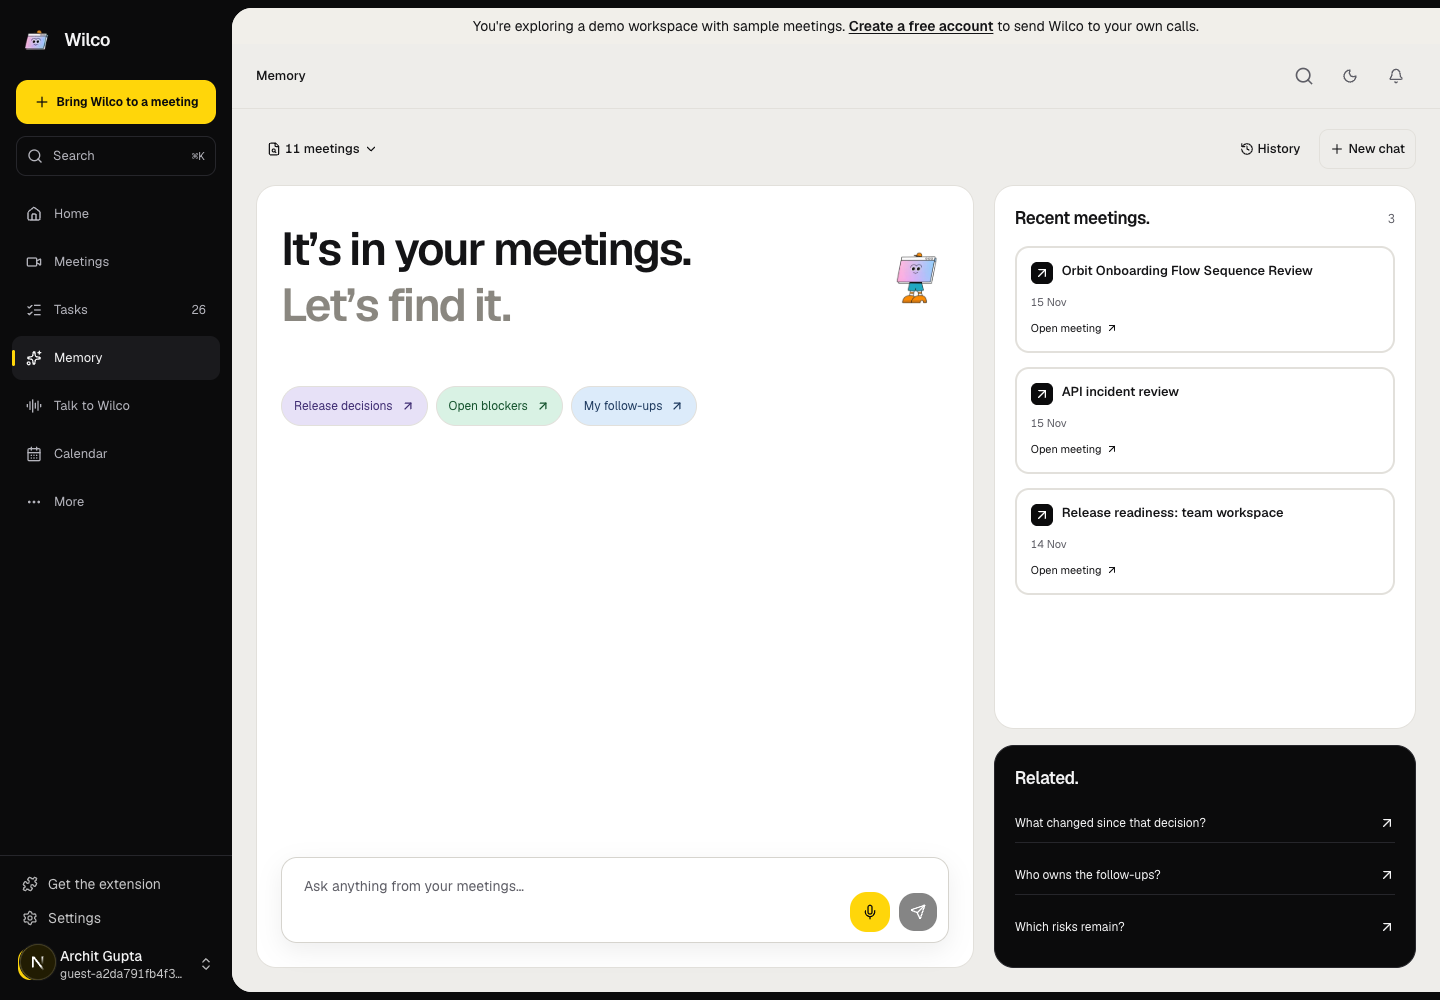 Wilco
Bring Wilco to a meeting
Search
⌘K
Home
Meetings
Tasks
26
Memory
Talk to Wilco
Calendar
More
Get the extension
Settings
N
Archit Gupta
guest-a2da791fb4f3...
You're exploring a demo workspace with sample meetings. Create a free account to send Wilco to your own calls.
Memory
11 meetings
History
New chat
It's in your meetings.
Let's find it.
Release decisions
Open blockers
My follow-ups
Ask anything from your meetings...
Recent meetings.
3
Orbit Onboarding Flow Sequence Review
15 Nov
Open meeting
API incident review
15 Nov
Open meeting
Release readiness: team workspace
14 Nov
Open meeting
Related.
What changed since that decision?
Who owns the follow-ups?
Which risks remain?